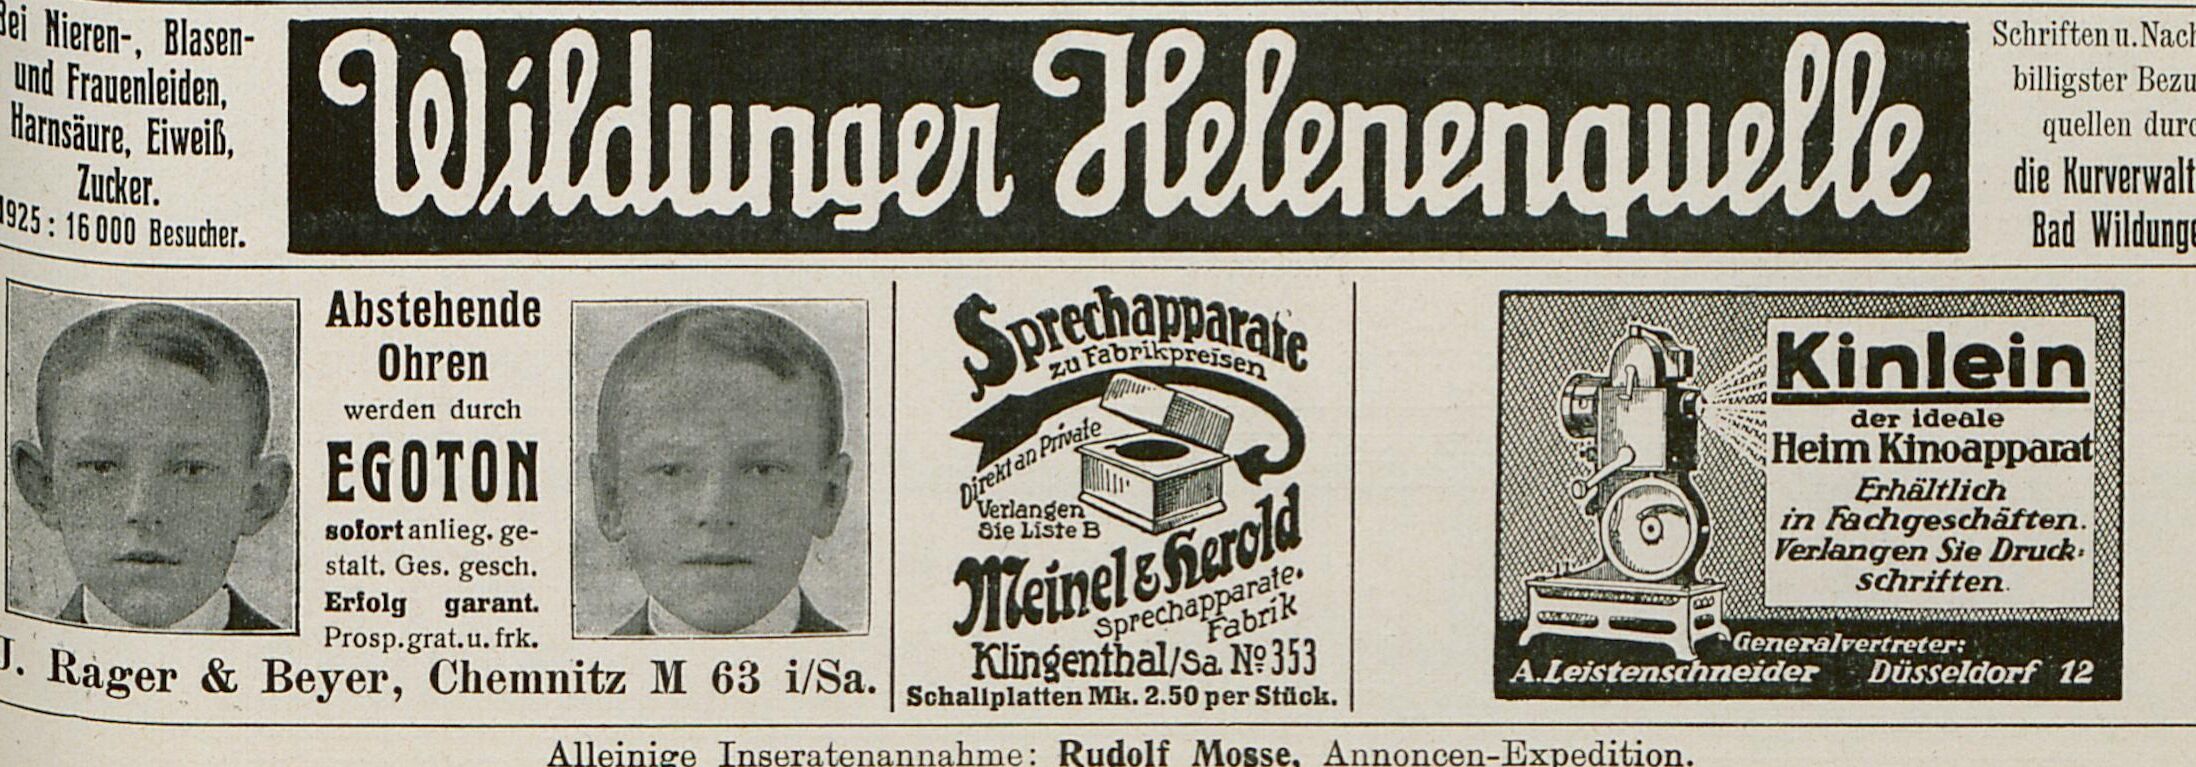 Bei Nieren-, Blasen-
und Frauenleiden,
Harnsäure, Eiweiß,
Zucker.
1925: 16 000 Besucher.
Wildunger Helenenquelle
Schriften u. Nach
billigster Bezu
quellen durc
die Kurverwalt
Bad Wildunge
Abstehende
Ohren
werden durch
EGOTON
sofort anlieg. ge-
stalt. Ges. gesch.
Erfolg garant.
Prosp. grat. u. frk.
J. Rager & Beyer, Chemnitz M 63 i/Sa.
Sprechapparate
zu Fabrikpreisen
Direkt an Private
Verlangen
Sie Liste B
Meinel & Herold
Sprechapparate-
Fabrik
Klingenthal/Sa. No 353
Schallplatten Mk. 2.50 per Stück.
Kinlein
der ideale
Heim Kinoapparat
Erhältlich
in Fachgeschäften.
Verlangen Sie Druck-
schriften.
Generalvertreter:
A. Leistenschneider Düsseldorf 12
Alleinige Inseratenannahme: Rudolf Mosse, Annoncen-Expedition.